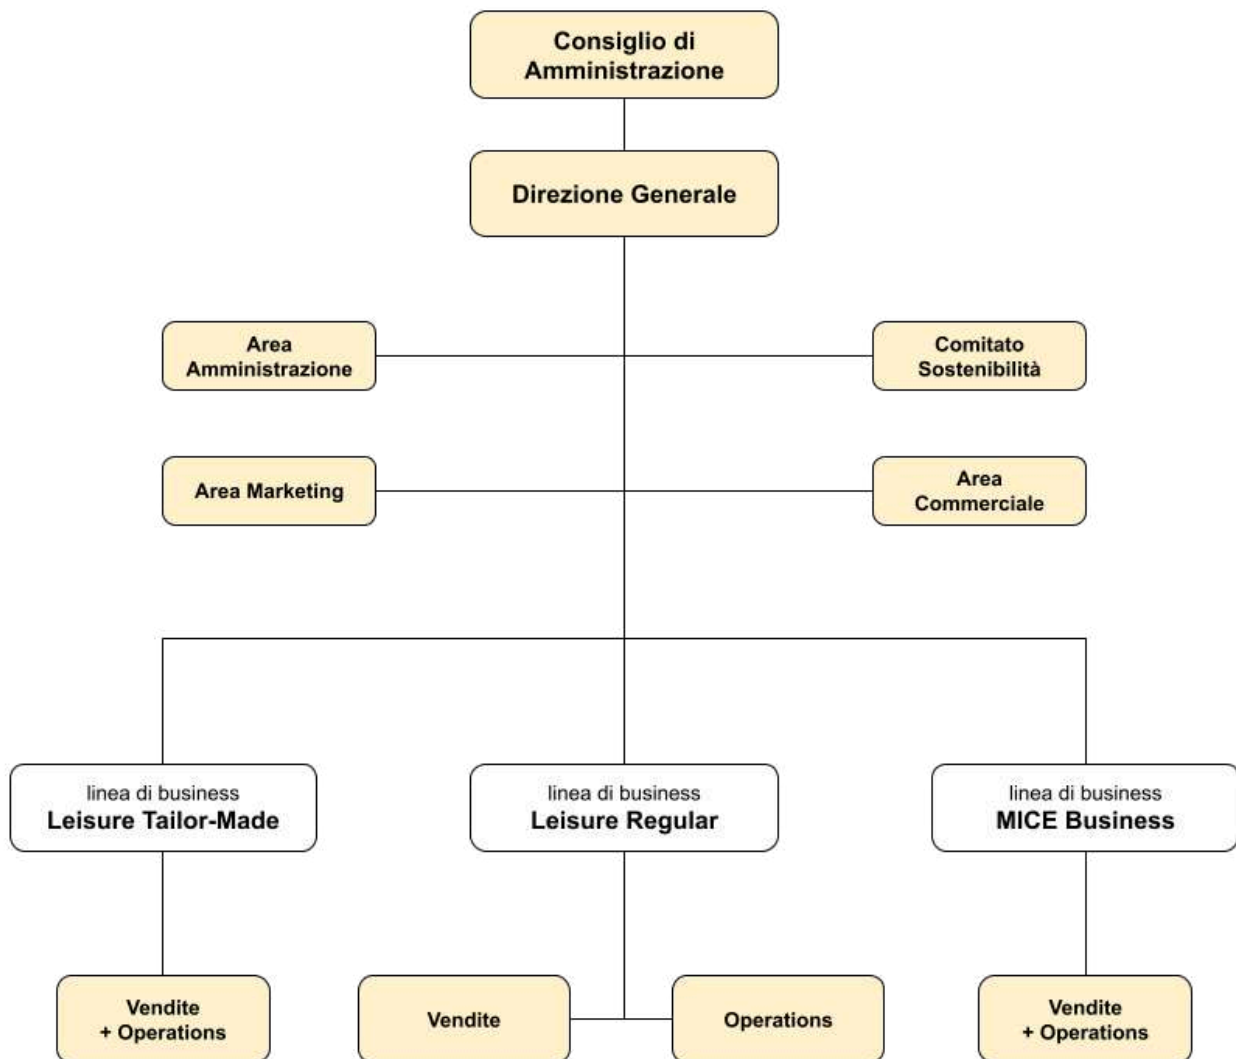 Consiglio di
Amministrazione
Direzione Generale
Area
Amministrazione
Comitato
Sostenibilità
Area Marketing
Area
Commerciale
linea di business
Leisure Tailor-Made
linea di business
Leisure Regular
linea di business
MICE Business
Vendite
+ Operations
Vendite
Operations
Vendite
+ Operations